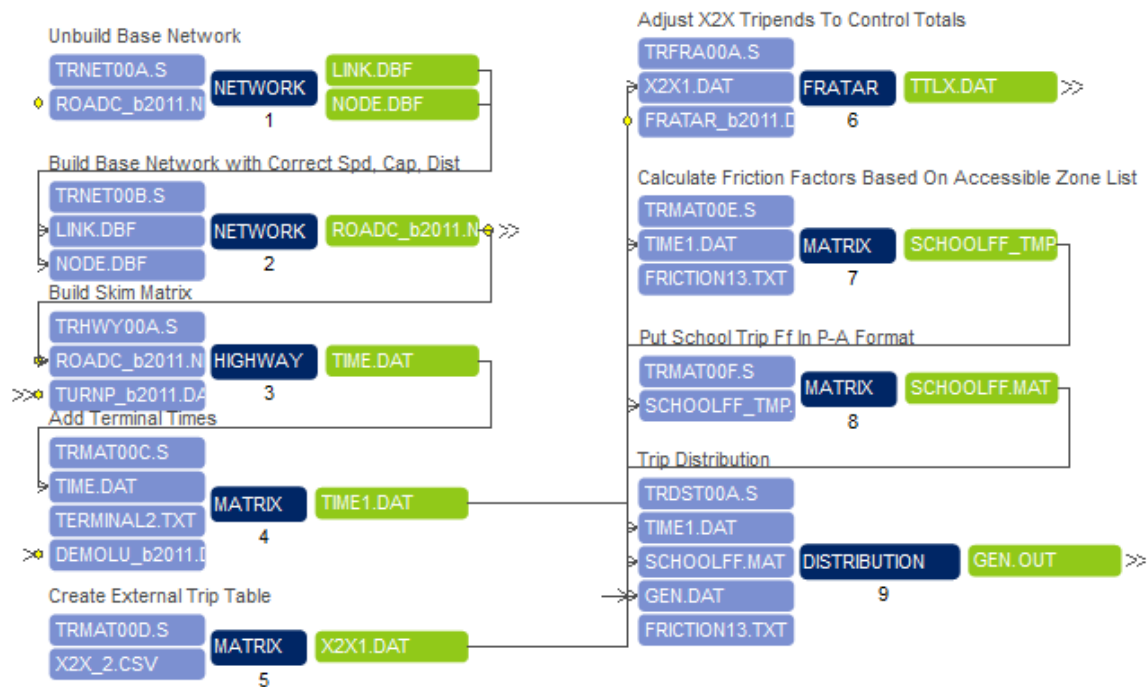 Unbuild Base Network
TRNET00A.S
ROADC_b2011.N
NETWORK
1
LINK.DBF
NODE.DBF
Build Base Network with Correct Spd, Cap, Dist
TRNET00B.S
LINK.DBF
NODE.DBF
NETWORK
2
ROADC_b2011.N
Build Skim Matrix
TRHWY00A.S
ROADC_b2011.N
TURNP_b2011.DA
HIGHWAY
3
TIME.DAT
Add Terminal Times
TRMAT00C.S
TIME.DAT
TERMINAL2.TXT
DEMOLU_b2011.D
MATRIX
4
TIME1.DAT
Create External Trip Table
TRMAT00D.S
X2X_2.CSV
MATRIX
5
X2X1.DAT
Adjust X2X Tripends To Control Totals
TRFRA00A.S
X2X1.DAT
FRATAR_b2011.D
FRATAR
6
TTLX.DAT
Calculate Friction Factors Based On Accessible Zone List
TRMAT00E.S
TIME1.DAT
FRICTION13.TXT
MATRIX
7
SCHOOLFF_TMP
Put School Trip Ff In P-A Format
TRMAT00F.S
SCHOOLFF_TMP.
MATRIX
8
SCHOOLFF.MAT
Trip Distribution
TRDST00A.S
TIME1.DAT
SCHOOLFF.MAT
GEN.DAT
FRICTION13.TXT
DISTRIBUTION
9
GEN.OUT